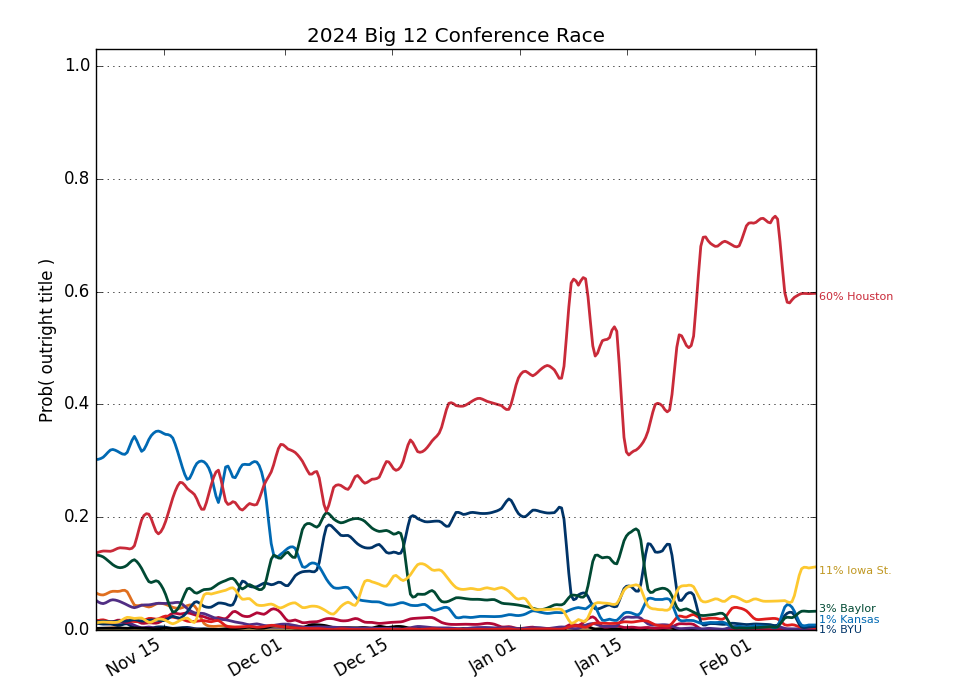 2024 Big 12 Conference Race
Prob( outright title )
1.0
0.8
0.6
0.4
0.2
0.0
60% Houston
11% Iowa St.
3% Baylor
1% Kansas
1% BYU
Nov 15
Dec 01
Dec 15
Jan 01
Jan 15
Feb 01